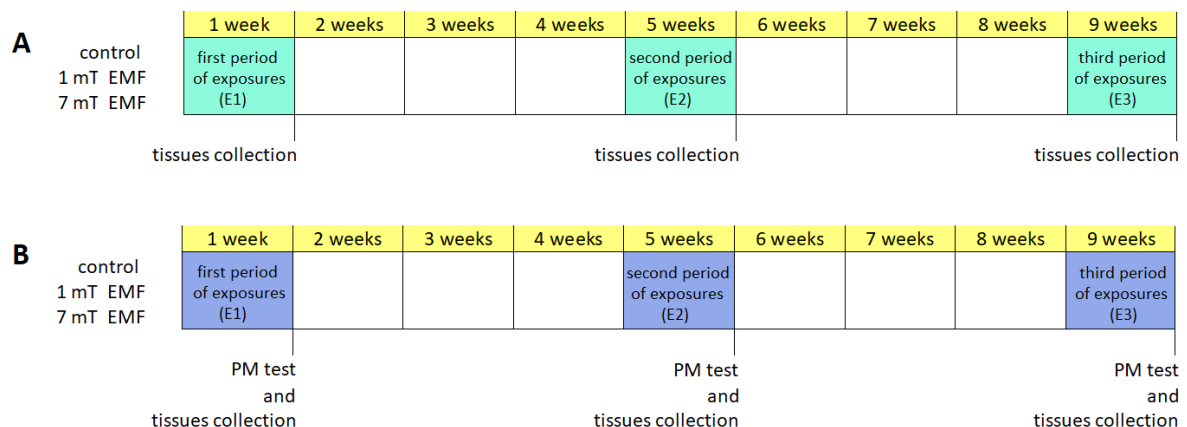 A
control
1 mT EMF
7 mT EMF
1 week 2 weeks 3 weeks 4 weeks 5 weeks 6 weeks 7 weeks 8 weeks 9 weeks
first period
of exposures
(E1)
second period
of exposures
(E2)
third period
of exposures
(E3)
tissues collection tissues collection tissues collection
B
control
1 mT EMF
7 mT EMF
1 week 2 weeks 3 weeks 4 weeks 5 weeks 6 weeks 7 weeks 8 weeks 9 weeks
first period
of exposures
(E1)
second period
of exposures
(E2)
third period
of exposures
(E3)
PM test
and
tissues collection
PM test
and
tissues collection
PM test
and
tissues collection